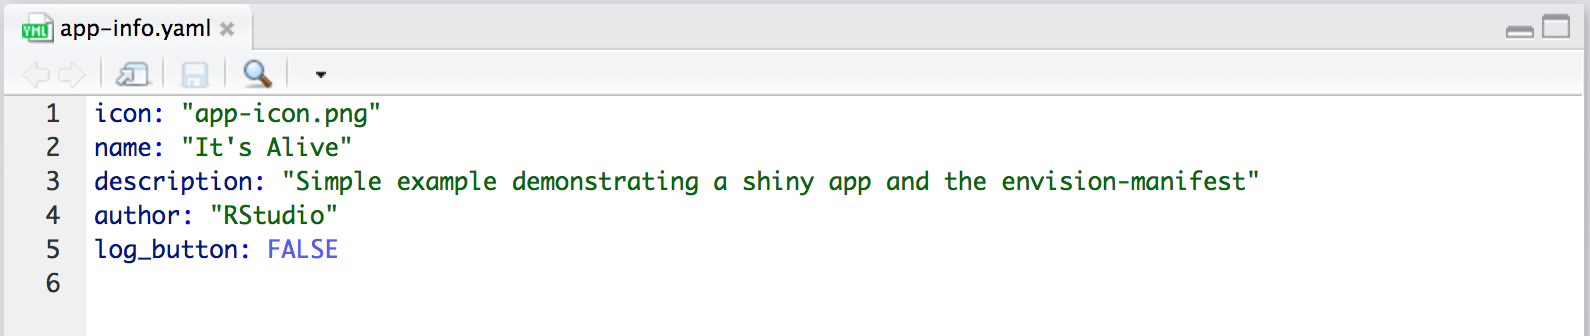 YML app-info.yaml
1 icon: "app-icon.png"
2 name: "It's Alive"
3 description: "Simple example demonstrating a shiny app and the envision-manifest"
4 author: "RStudio"
5 log_button: FALSE
6